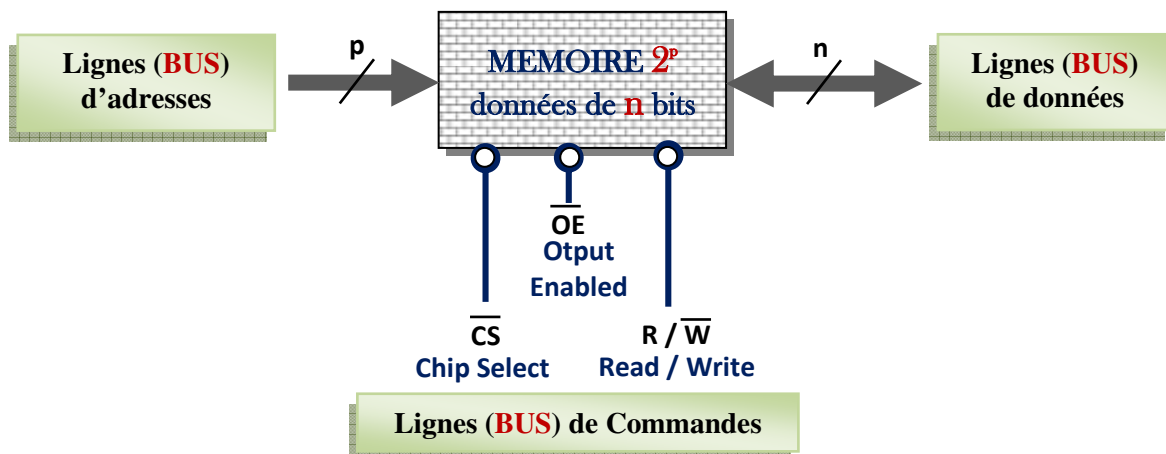 Lignes (BUS)
d'adresses
p
MEMOIRE 2ᵖ
données de n bits
n
Lignes (BUS)
de données
OE
Otput
Enabled
CS
Chip Select
R / W
Read / Write
Lignes (BUS) de Commandes